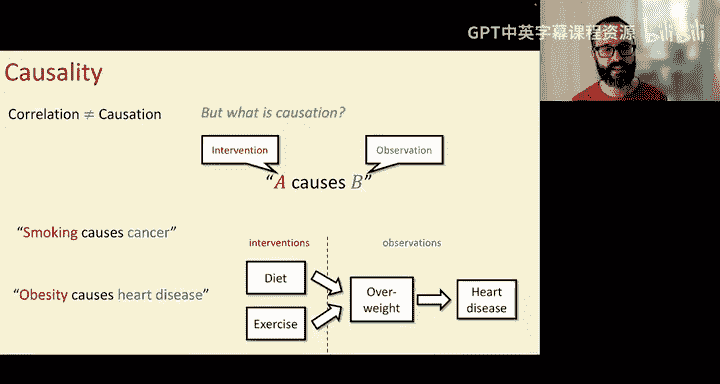 GPT中英字幕课程资源 bilibili
Causality
Correlation ≠ Causation
But what is causation?
Intervention
Observation
“A causes B”
“Smoking causes cancer”
interventions
observations
Diet
Over-
weight
Heart
disease
“Obesity causes heart disease”
Exercise